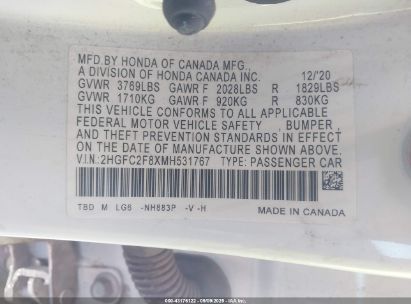 MFD.BY HONDA OF CANADA MFG.,
A DIVISION OF HONDA CANADA INC. 12/'20
GVWR 3769LBS GAWR F 2028LBS R 1829LBS
GVWR 1710KG GAWR F 920KG R 830KG
THIS VEHICLE CONFORMS TO ALL APPLICABLE
FEDERAL MOTOR VEHICLE SAFETY , BUMPER,
AND THEFT PREVENTION STANDARDS IN EFFECT
ON THE DATE OF MANUFACTURE SHOWN ABOVE.
V.I.N: 2HGFC2F8XMH531767 TYPE: PASSENGER CAR
TBD M LG6 -NH883P -V -H MADE IN CANADA